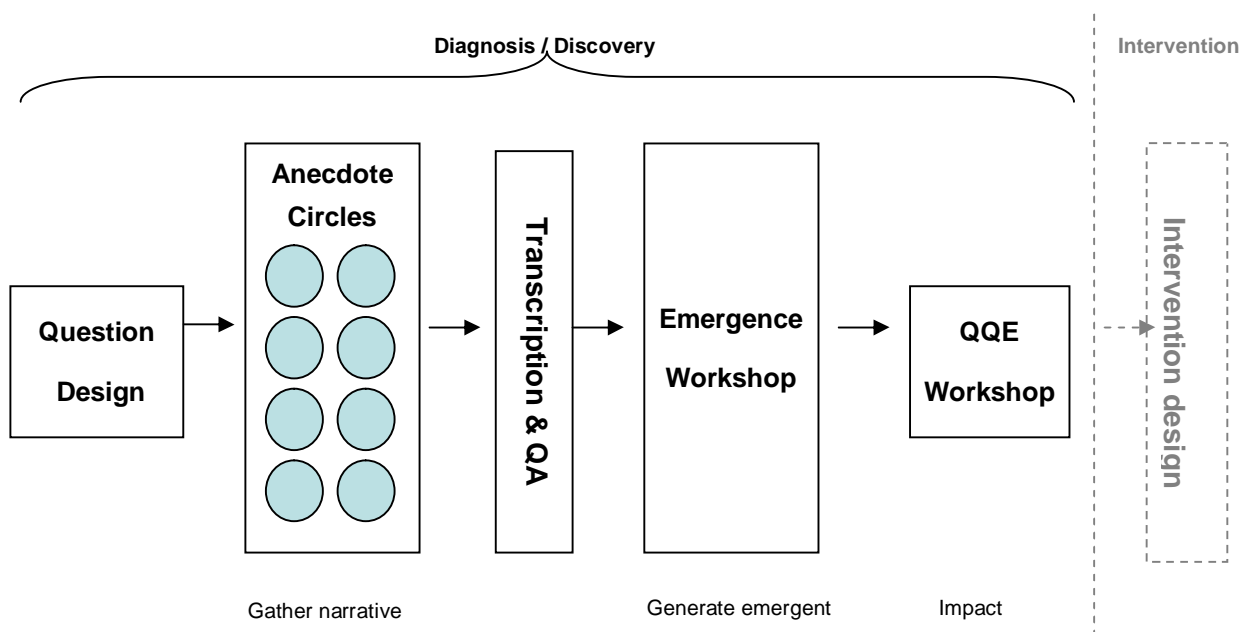 Diagnosis / Discovery
Intervention
Question
Design
Anecdote
Circles
Transcription & QA
Emergence
Workshop
QQE
Workshop
Intervention design
Gather narrative
Generate emergent
Impact